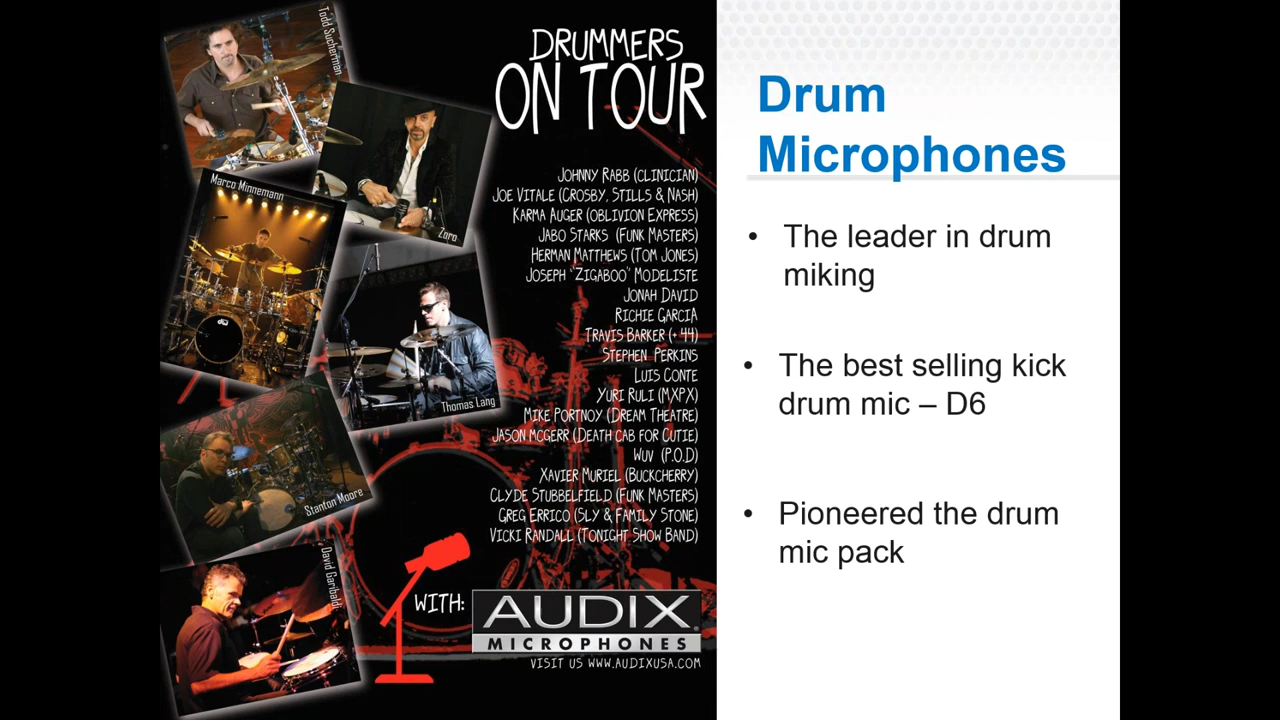 Todd Sucherman
Zoro
Marco Minnemann
Thomas Lang
Stanton Moore
David Garibaldi
DRUMMERS
ON TOUR
JOHNNY RABB (CLINICIAN)
JOE VITALE (CROSBY, STILLS & NASH)
KARMA AUGER (OBLIVION EXPRESS)
JABO STARKS (FUNK MASTERS)
HERMAN MATTHEWS (TOM JONES)
JOSEPH "ZIGABOO" MODELISTE
JONAH DAVID
RICHIE GARCIA
TRAVIS BARKER (+ 44)
STEPHEN PERKINS
LUIS CONTE
YURI RULI (MXPX)
MIKE PORTNOY (DREAM THEATRE)
JASON MCGERR (DEATH CAB FOR CUTIE)
WUV (P.O.D)
XAVIER MURIEL (BUCKCHERRY)
CLYDE STUBBELFIELD (FUNK MASTERS)
GREG ERRICO (SLY & FAMILY STONE)
VICKI RANDALL (TONIGHT SHOW BAND)
WITH:
AUDIX
MICROPHONES
VISIT US WWW.AUDIXUSA.COM
Drum
Microphones
• The leader in drum
miking
• The best selling kick
drum mic – D6
• Pioneered the drum
mic pack